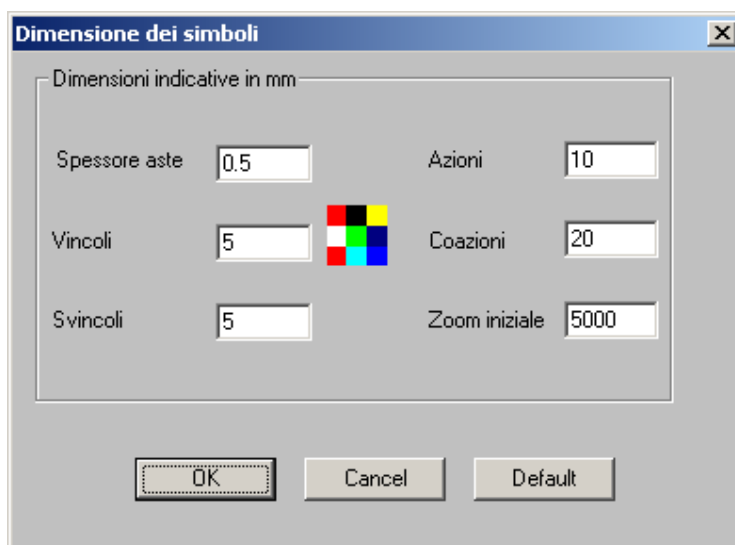 Dimensione dei simboli
Dimensioni indicative in mm
Spessore aste 0.5 Azioni 10
Vincoli 5 Coazioni 20
Svincoli 5 Zoom iniziale 5000
OK Cancel Default